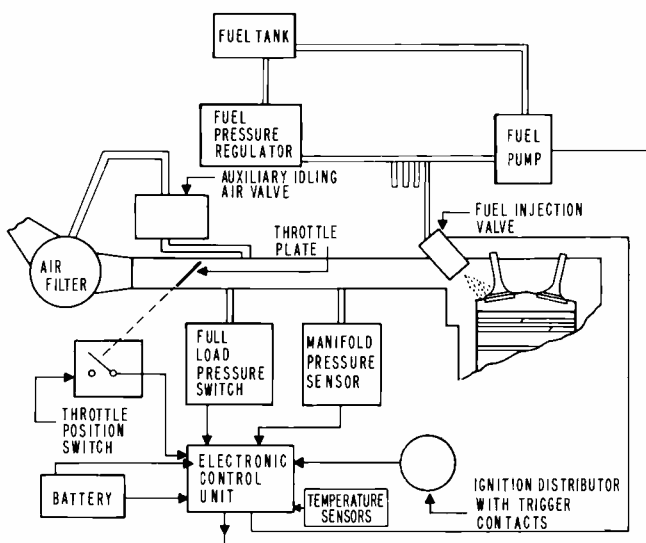 FUEL TANK
FUEL
PRESSURE
REGULATOR
FUEL
PUMP
AUXILIARY IDLING
AIR VALVE
FUEL INJECTION
VALVE
THROTTLE
PLATE
AIR
FILTER
FULL
LOAD
PRESSURE
SWITCH
MANIFOLD
PRESSURE
SENSOR
THROTTLE
POSITION
SWITCH
ELECTRONIC
CONTROL
UNIT
BATTERY
TEMPERATURE
SENSORS
IGNITION DISTRIBUTOR
WITH TRIGGER
CONTACTS